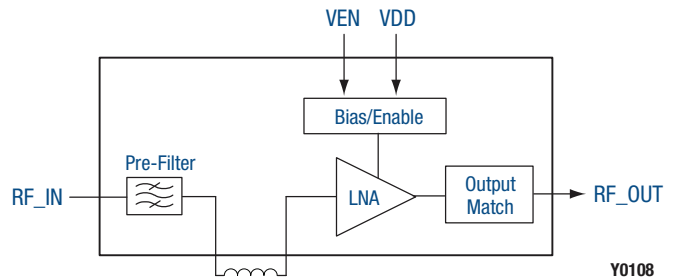 VEN VDD
Bias/Enable
Pre-Filter
RF_IN
LNA
Output
Match
RF_OUT
Y0108